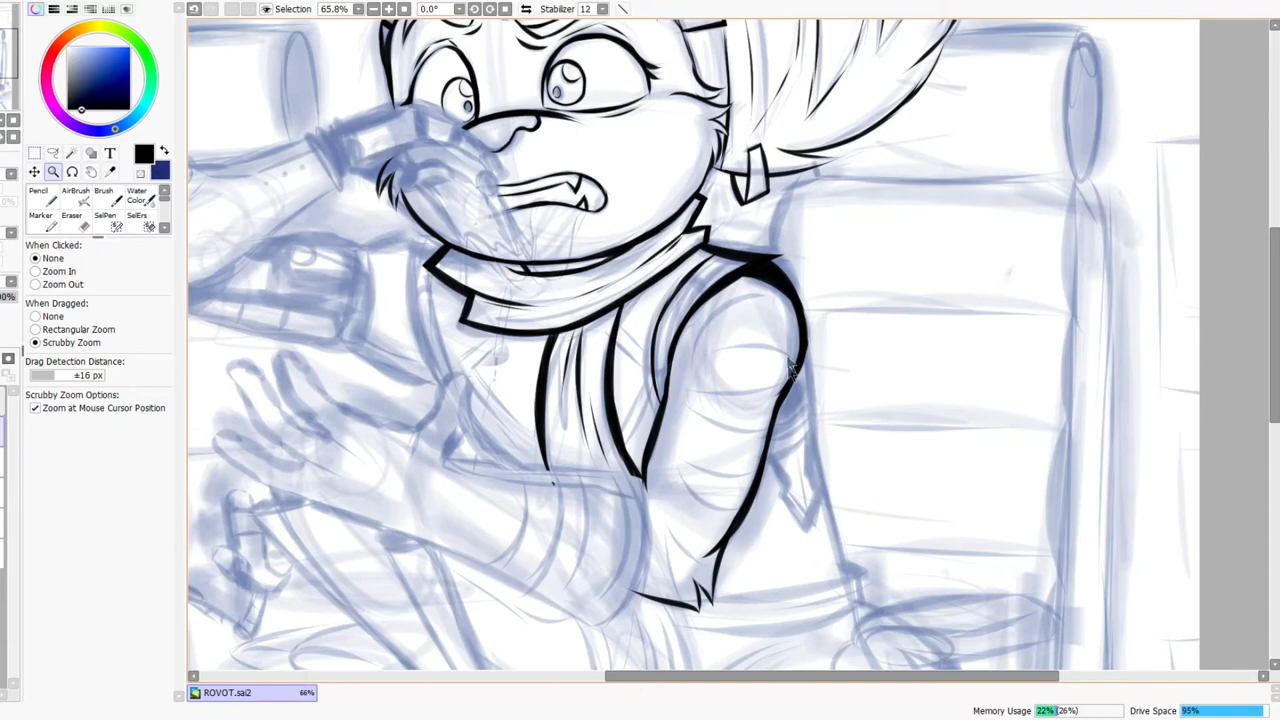 Selection 65.8% 0.0° Stabilizer 12
T
Pencil AirBrush Brush Water Color
Marker Eraser SelPen SelErs
0%
When Clicked:
None
Zoom In
Zoom Out
00%
When Dragged:
None
Rectangular Zoom
Scrubby Zoom
Drag Detection Distance:
±16 px
Scrubby Zoom Options:
Zoom at Mouse Cursor Position
ROVOT.sai2 66%
Memory Usage 22% (26%) Drive Space 95%